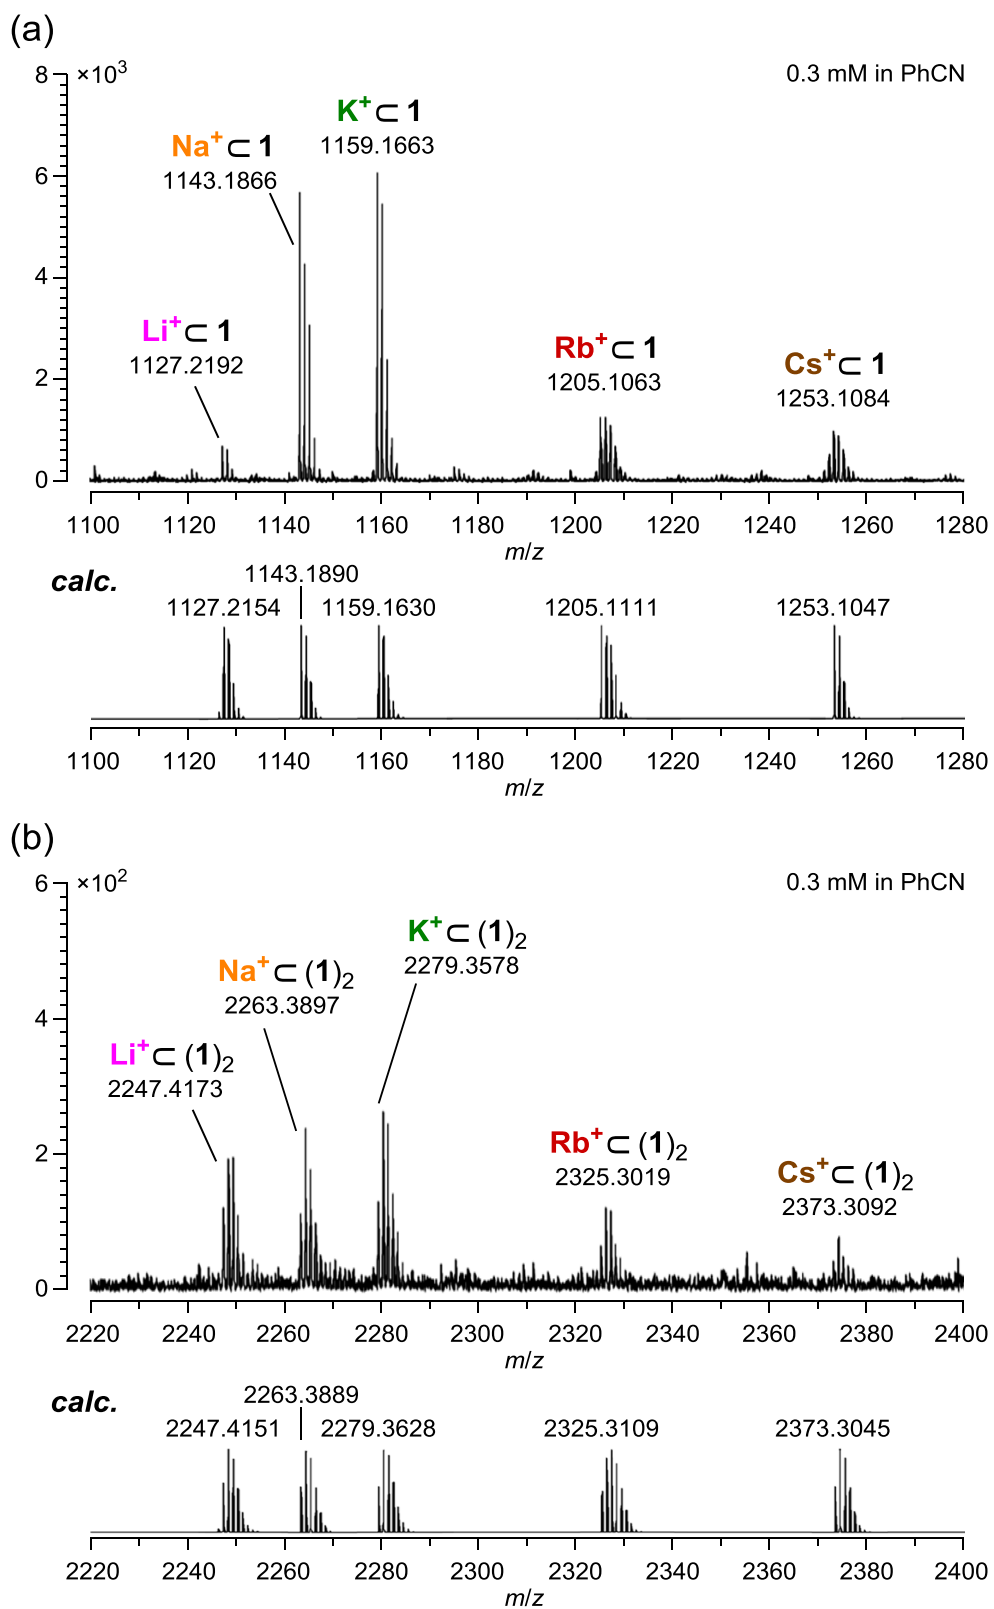 (a)
8 ×10³ 0.3 mM in PhCN
K⁺⊂ 1
1159.1663
Na⁺⊂ 1
1143.1866
6
4
Li⁺⊂ 1
1127.2192
Rb⁺⊂ 1
1205.1063
Cs⁺⊂ 1
1253.1084
2
0
1100 1120 1140 1160 1180 1200 1220 1240 1260 1280
m/z
calc.
1143.1890
1127.2154 1159.1630 1205.1111 1253.1047
1100 1120 1140 1160 1180 1200 1220 1240 1260 1280
m/z
(b)
6 ×10² 0.3 mM in PhCN
K⁺⊂ (1)₂
2279.3578
Na⁺⊂ (1)₂
2263.3897
4
Li⁺⊂ (1)₂
2247.4173
Rb⁺⊂ (1)₂
2325.3019
Cs⁺⊂ (1)₂
2373.3092
2
0
2220 2240 2260 2280 2300 2320 2340 2360 2380 2400
m/z
calc.
2263.3889
2247.4151 2279.3628 2325.3109 2373.3045
2220 2240 2260 2280 2300 2320 2340 2360 2380 2400
m/z